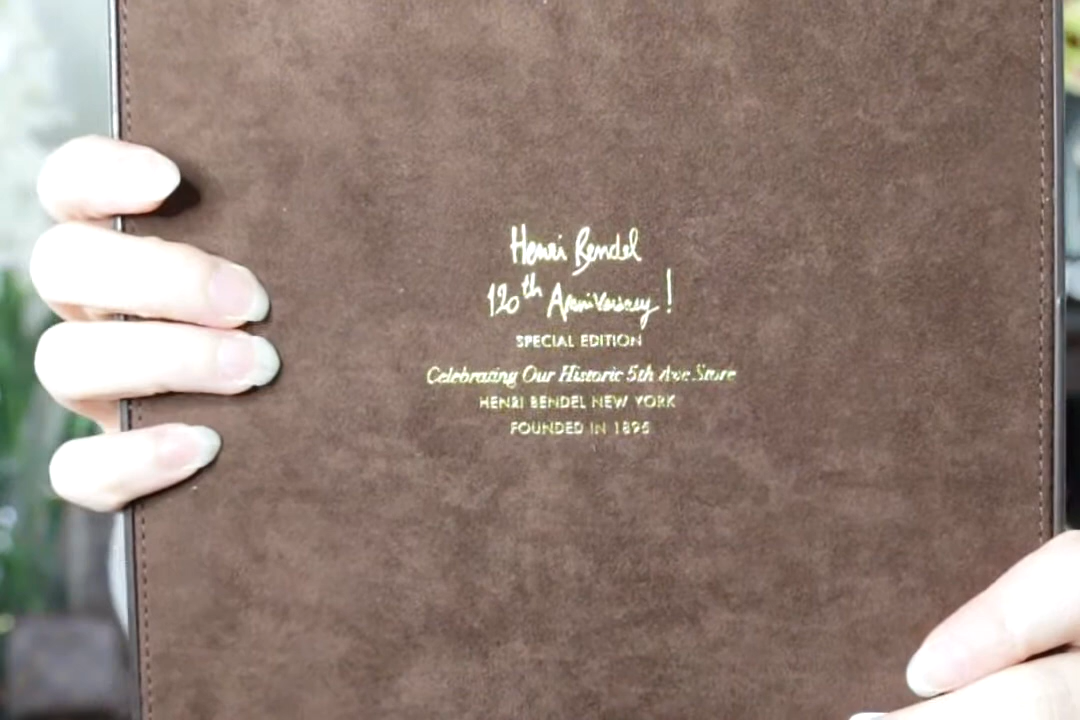 Henri Bendel
120th Anniversary!
SPECIAL EDITION
Celebrating Our Historic 5th Ave Store
HENRI BENDEL NEW YORK
FOUNDED IN 1895